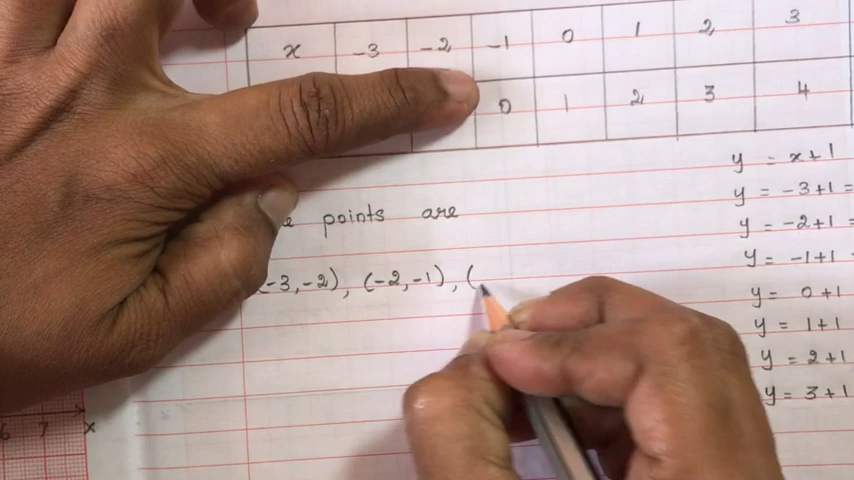 x -3 -2 -1 0 1 2 3
0 1 2 3 4
y = x+1
y = -3+1 =
y = -2+1 =
y = -1+1
y = 0+1
y = 1+1
y = 2+1
y = 3+1
points are
(-3,-2), (-2,-1), (
6 7 x